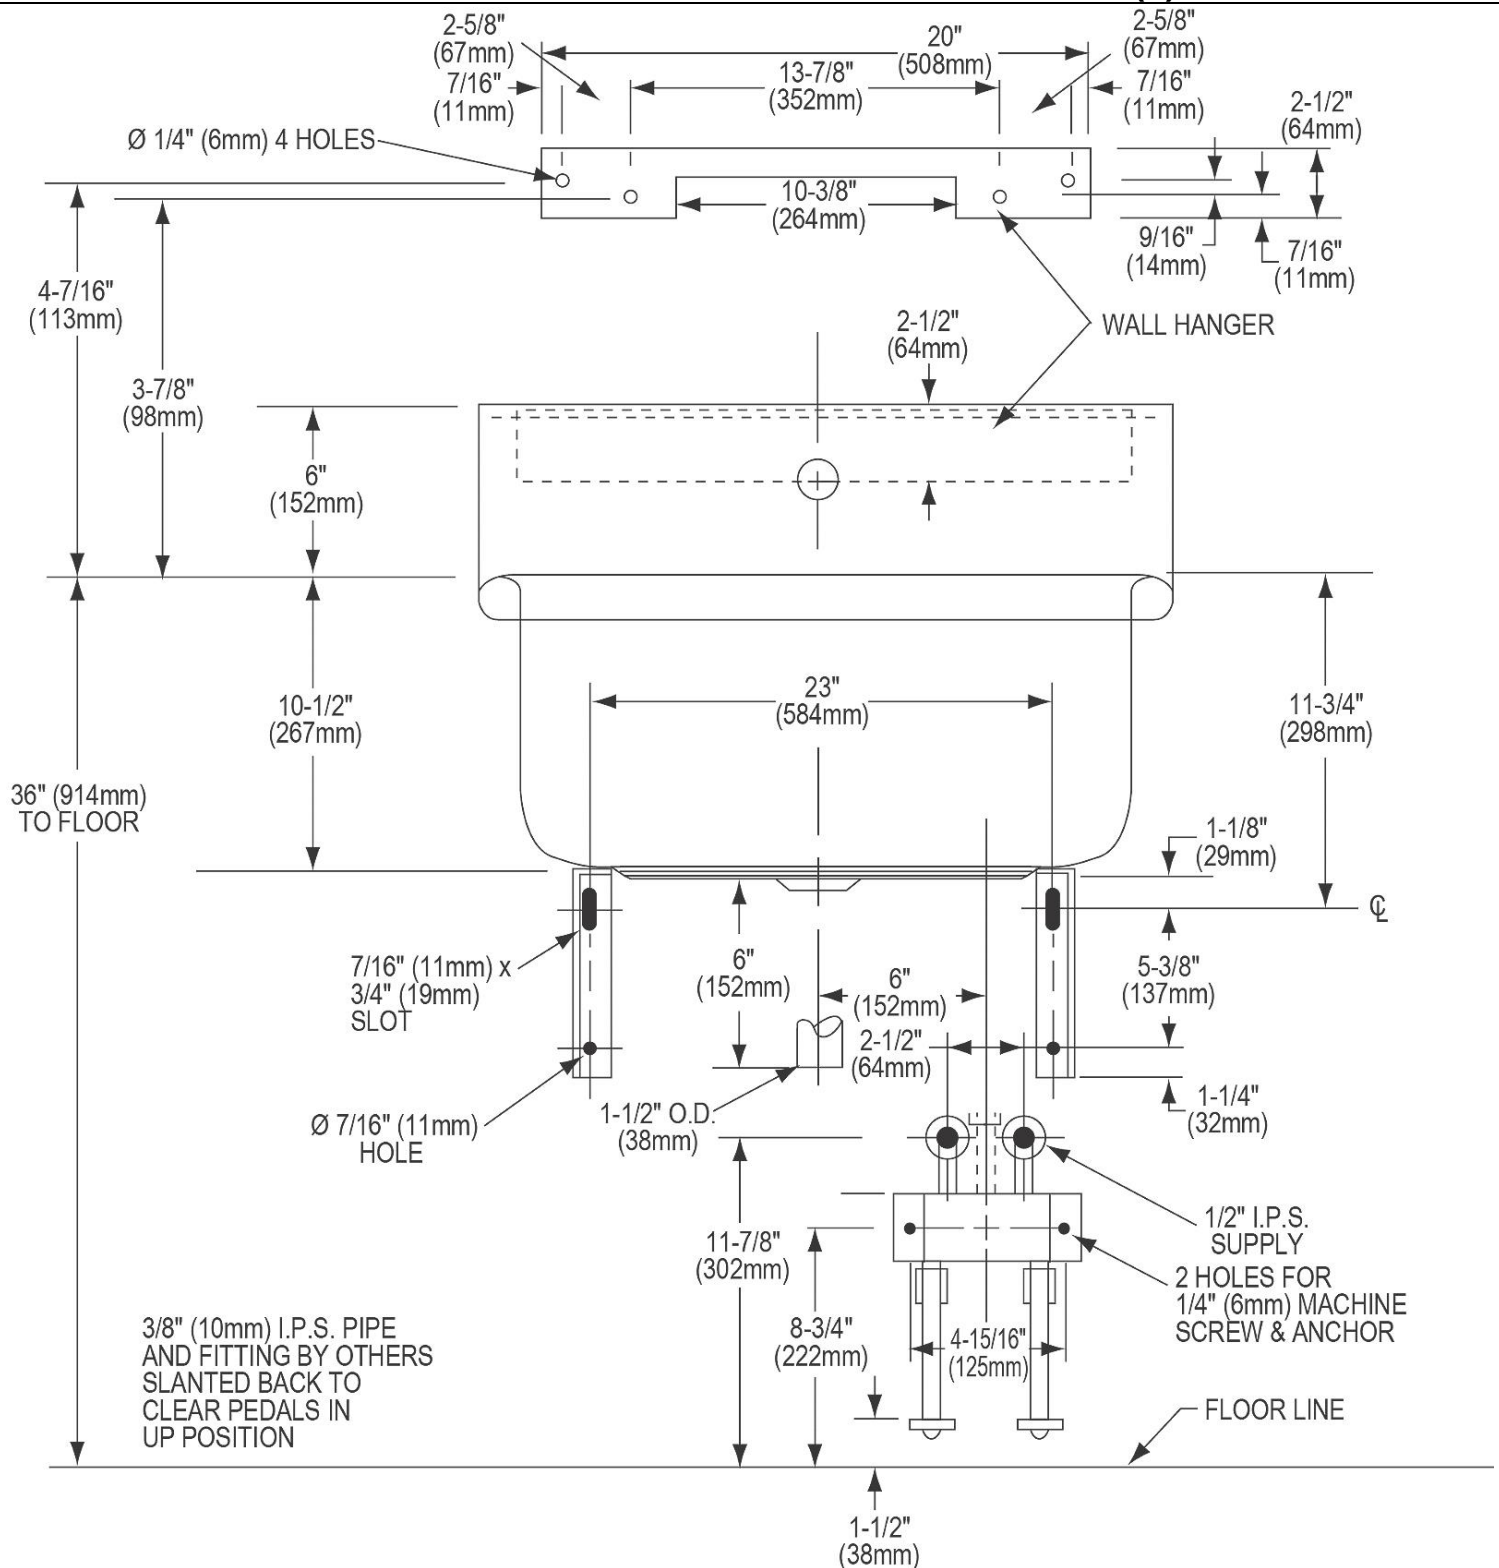 2-5/8"
(67mm)
20"
(508mm)
2-5/8"
(67mm)
7/16"
(11mm)
13-7/8"
(352mm)
7/16"
(11mm)
2-1/2"
(64mm)
Ø 1/4" (6mm) 4 HOLES
10-3/8"
(264mm)
9/16"
(14mm)
7/16"
(11mm)
4-7/16"
(113mm)
2-1/2"
(64mm)
WALL HANGER
3-7/8"
(98mm)
6"
(152mm)
10-1/2"
(267mm)
23"
(584mm)
11-3/4"
(298mm)
36" (914mm)
TO FLOOR
1-1/8"
(29mm)
℄
7/16" (11mm) x
3/4" (19mm)
SLOT
6"
(152mm)
6"
(152mm)
5-3/8"
(137mm)
2-1/2"
(64mm)
Ø 7/16" (11mm)
HOLE
1-1/2" O.D.
(38mm)
1-1/4"
(32mm)
11-7/8"
(302mm)
1/2" I.P.S.
SUPPLY
2 HOLES FOR
1/4" (6mm) MACHINE
SCREW & ANCHOR
3/8" (10mm) I.P.S. PIPE
AND FITTING BY OTHERS
SLANTED BACK TO
CLEAR PEDALS IN
UP POSITION
8-3/4"
(222mm)
4-15/16"
(125mm)
FLOOR LINE
1-1/2"
(38mm)